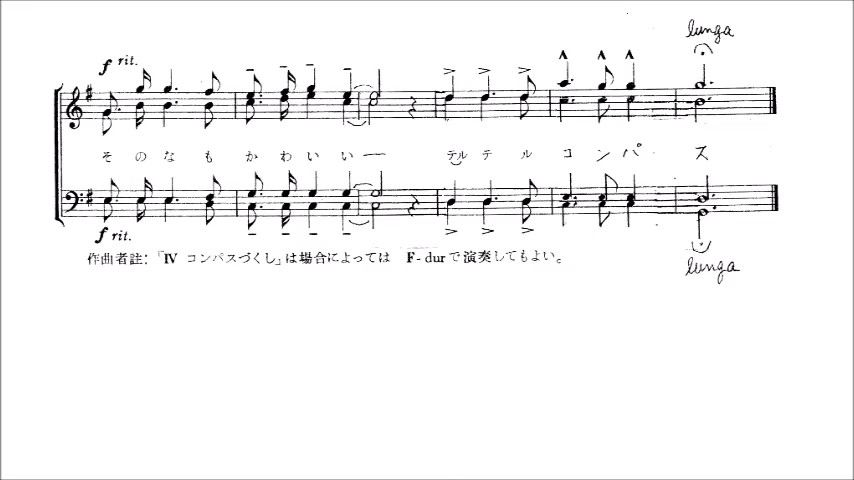 lunga
f rit.
そのなもかわいいー テルテルコンパス
f rit.
作曲者註:「Ⅳ コンパスづくし」は場合によっては F-durで演奏してもよい。
lunga